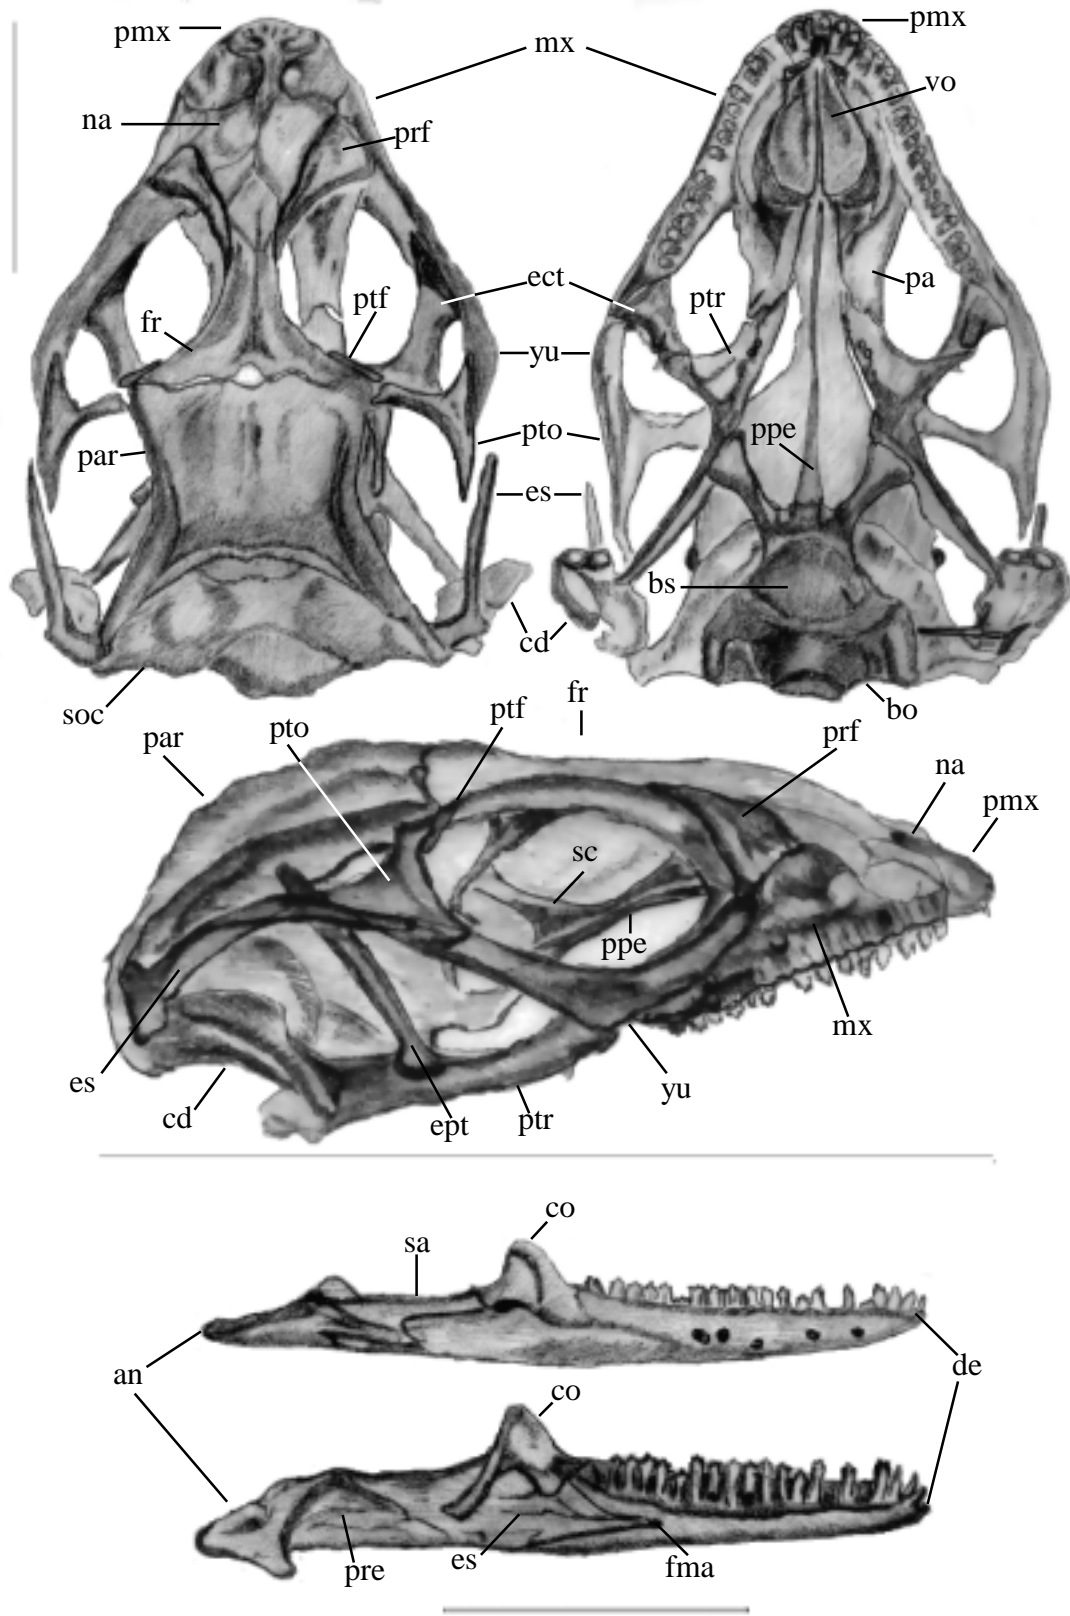 pmx
pmx
mx
vo
na
prf
ect
pa
ptf
ptr
fr
yu
pto
ppe
par
es
bs
cd
soc
fr
bo
ptf
pto
par
prf
na
pmx
sc
ppe
mx
es
yu
cd
ept
ptr
co
sa
an
de
co
pre
es
fma